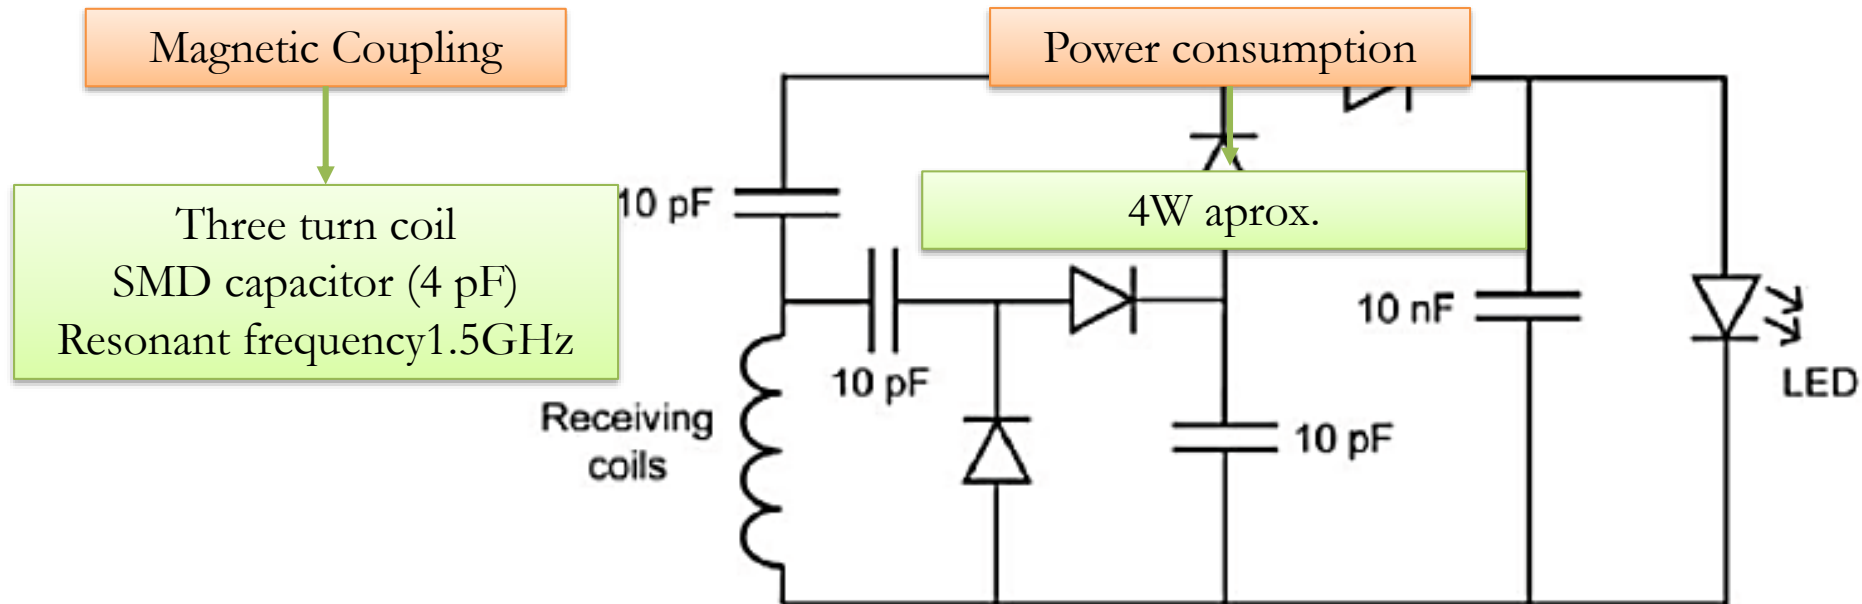 Magnetic Coupling
Power consumption
Three turn coil
SMD capacitor (4 pF)
Resonant frequency1.5GHz
4W aprox.
10 pF
10 pF
10 nF
10 pF
LED
Receiving
coils